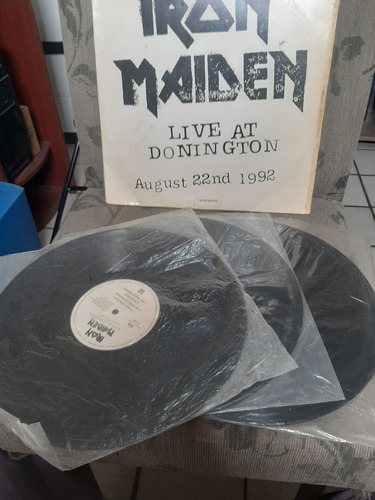 IRON
MAIDEN
LIVE AT
DONINGTON
August 22nd 1992
IRON
MAIDEN